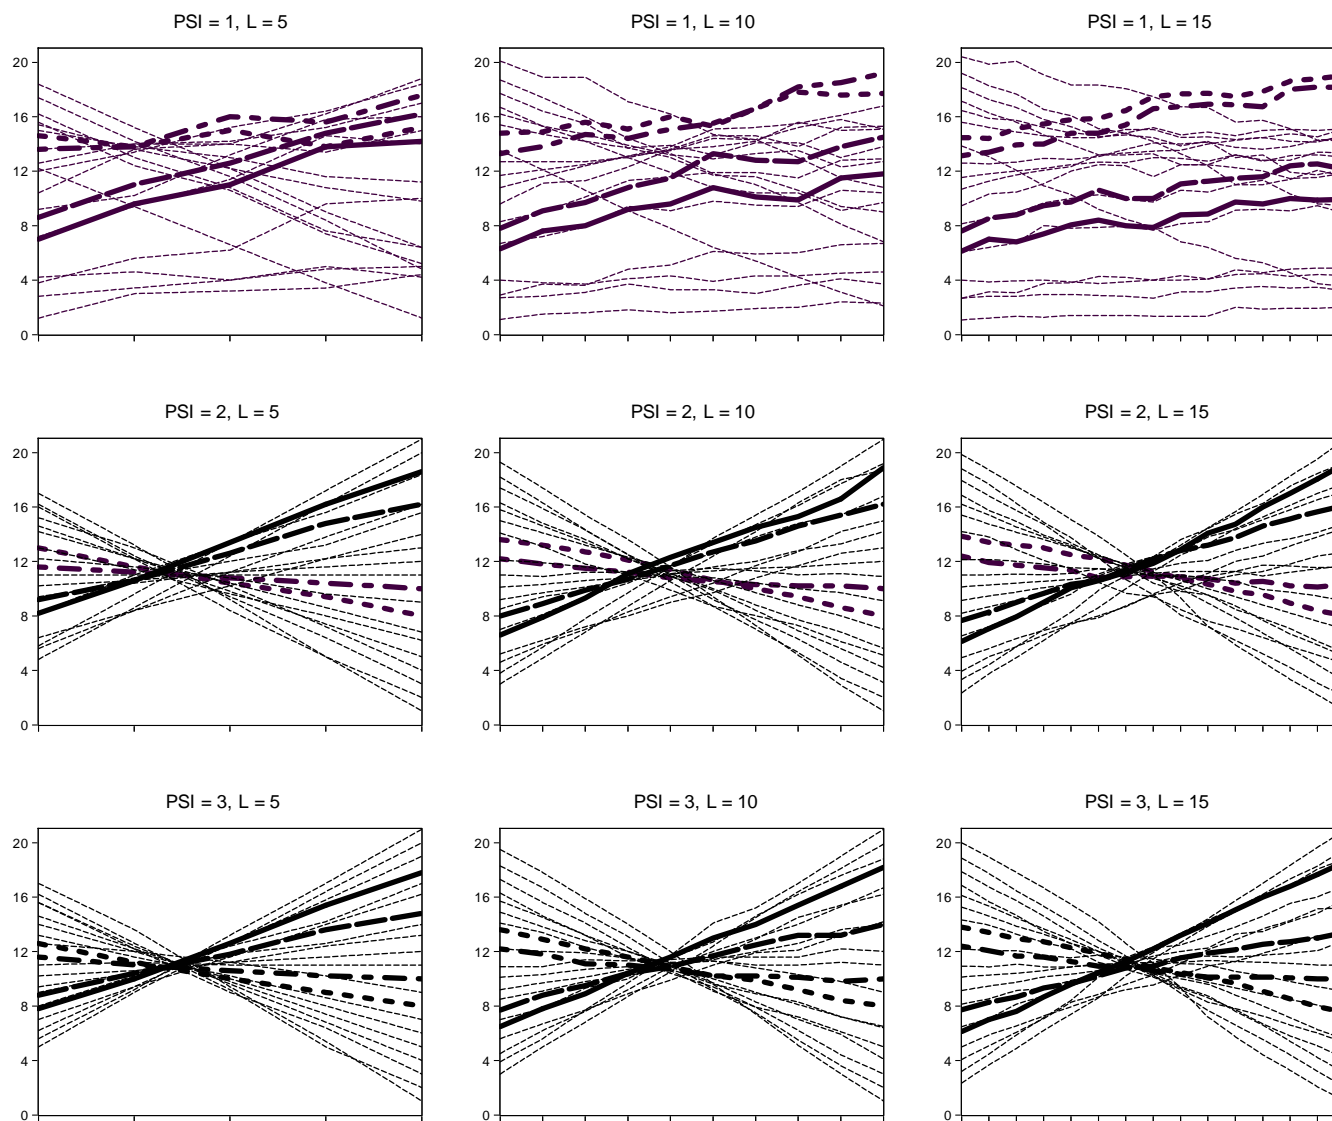 PSI = 1, L = 5 PSI = 1, L = 10 PSI = 1, L = 15
20 20 20
16 16 16
12 12 12
8 8 8
4 4 4
0 0 0
PSI = 2, L = 5 PSI = 2, L = 10 PSI = 2, L = 15
20 20 20
16 16 16
12 12 12
8 8 8
4 4 4
0 0 0
PSI = 3, L = 5 PSI = 3, L = 10 PSI = 3, L = 15
20 20 20
16 16 16
12 12 12
8 8 8
4 4 4
0 0 0